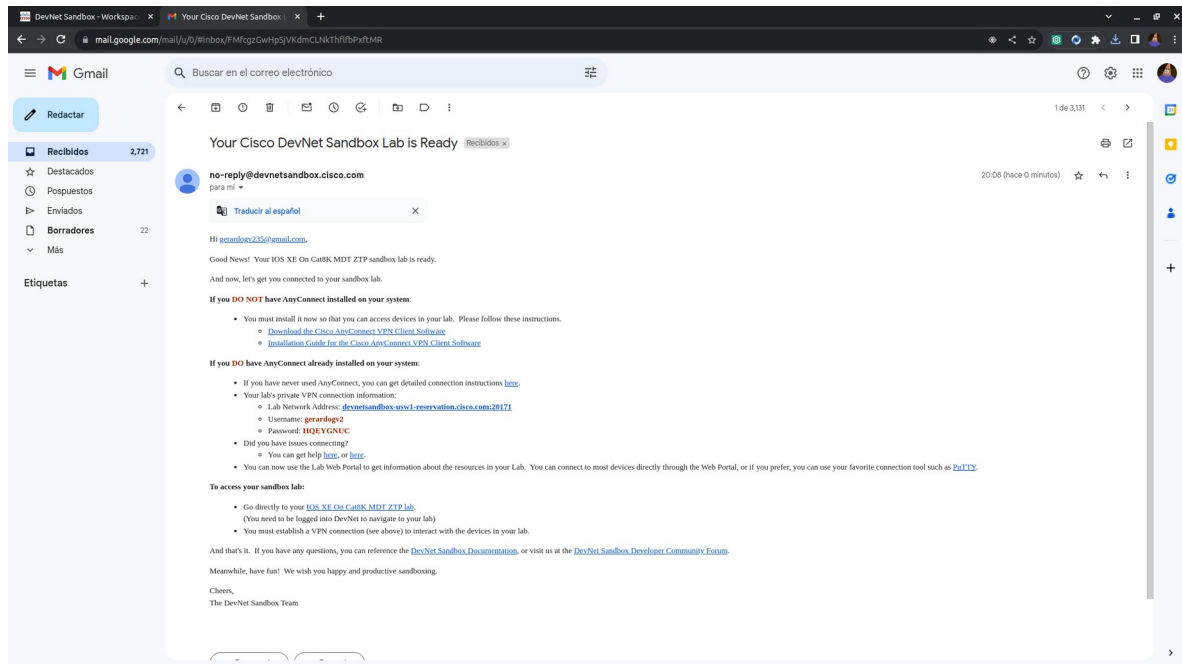 DevNet Sandbox - Workspac
Your Cisco DevNet Sandbox L
mail.google.com/mail/u/0/#inbox/FMfcgzGwHpSjVKdmCLNkThflfbPxftMR
Gmail
Buscar en el correo electrónico
Redactar
1 de 3,131
Recibidos 2,721
Destacados
Pospuestos
Enviados
Borradores 22
Más
Etiquetas
Your Cisco DevNet Sandbox Lab is Ready Recibidos x
no-reply@devnetsandbox.cisco.com 20:08 (hace 0 minutos)
para mí
Traducir al español
Hi gerardogv235@gmail.com,
Good News! Your IOS XE On Cat8K MDT ZTP sandbox lab is ready.
And now, let's get you connected to your sandbox lab.
If you DO NOT have AnyConnect installed on your system:
• You must install it now so that you can access devices in your lab. Please follow these instructions.
Download the Cisco AnyConnect VPN Client Software
Installation Guide for the Cisco AnyConnect VPN Client Software
If you DO have AnyConnect already installed on your system:
• If you have never used AnyConnect, you can get detailed connection instructions here.
• Your lab's private VPN connection information:
Lab Network Address: devnetsandbox-usw1-reservation.cisco.com:20171
Username: gerardogv2
Password: HQEYGNUC
• Did you have issues connecting?
You can get help here, or here.
• You can now use the Lab Web Portal to get information about the resources in your Lab. You can connect to most devices directly through the Web Portal, or if you prefer, you can use your favorite connection tool such as PuTTY.
To access your sandbox lab:
• Go directly to your IOS XE On Cat8K MDT ZTP lab.
(You need to be logged into DevNet to navigate to your lab)
• You must establish a VPN connection (see above) to interact with the devices in your lab.
And that's it. If you have any questions, you can reference the DevNet Sandbox Documentation, or visit us at the DevNet Sandbox Developer Community Forum.
Meanwhile, have fun! We wish you happy and productive sandboxing.
Cheers,
The DevNet Sandbox Team